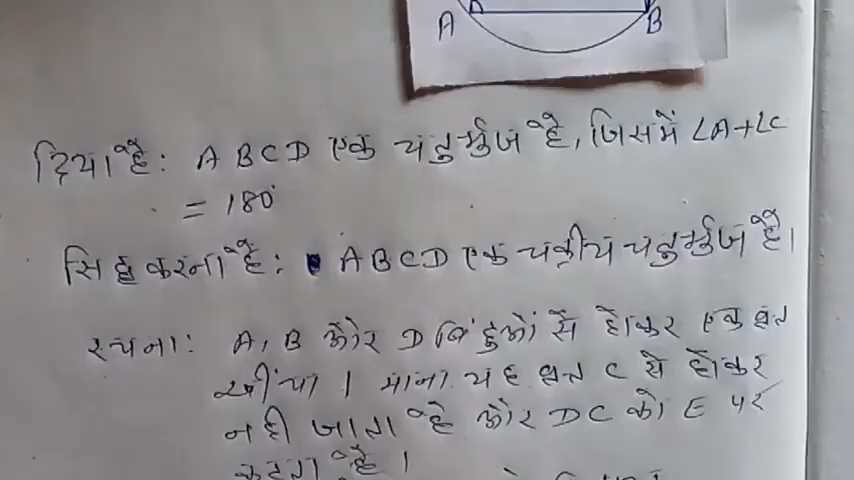 A B
दिया है: ABCD एक चतुर्भुज है, जिसमें ∠A+∠C
= 180°
सिद्ध करना है: ABCD एक चक्रीय चतुर्भुज है।
रचना: A, B और D बिंदुओं से होकर एक वृत
खींचा । माना यह वृत C से होकर
नही जाता है और DC को E पर
काटता है ।